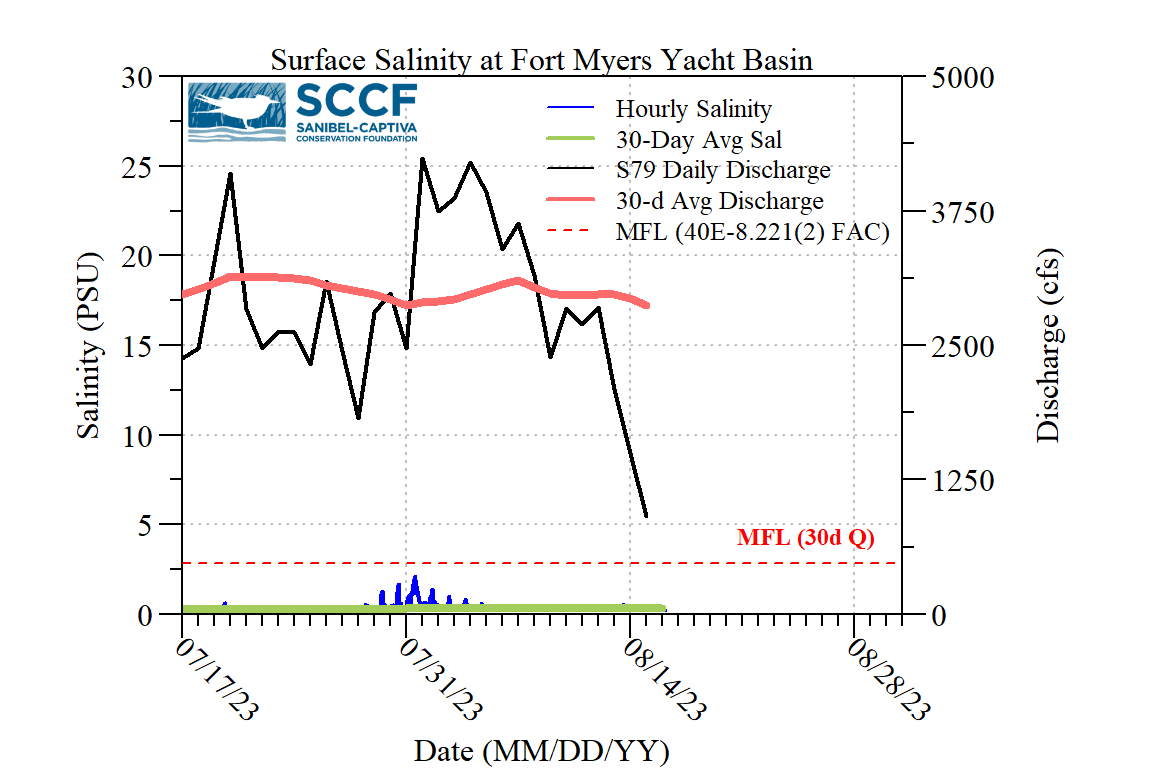 Surface Salinity at Fort Myers Yacht Basin
SCCF
SANIBEL-CAPTIVA
CONSERVATION FOUNDATION
Hourly Salinity
30-Day Avg Sal
S79 Daily Discharge
30-d Avg Discharge
MFL (40E-8.221(2) FAC)
30
25
20
15
10
5
0
Salinity (PSU)
5000
3750
2500
1250
0
Discharge (cfs)
MFL (30d Q)
07/17/23
07/31/23
08/14/23
08/28/23
Date (MM/DD/YY)